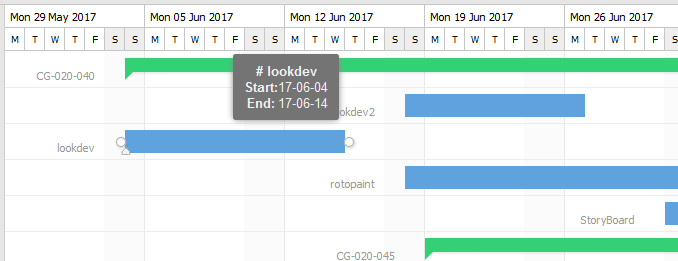 Mon 29 May 2017 Mon 05 Jun 2017 Mon 12 Jun 2017 Mon 19 Jun 2017 Mon 26 Jun 2017
M T W T F S S M T W T F S S M T W T F S S M T W T F S S M T W T F S
CG-020-040
# lookdev
Start:17-06-04
End: 17-06-14
okdev2
lookdev
rotopaint
StoryBoard
CG-020-045